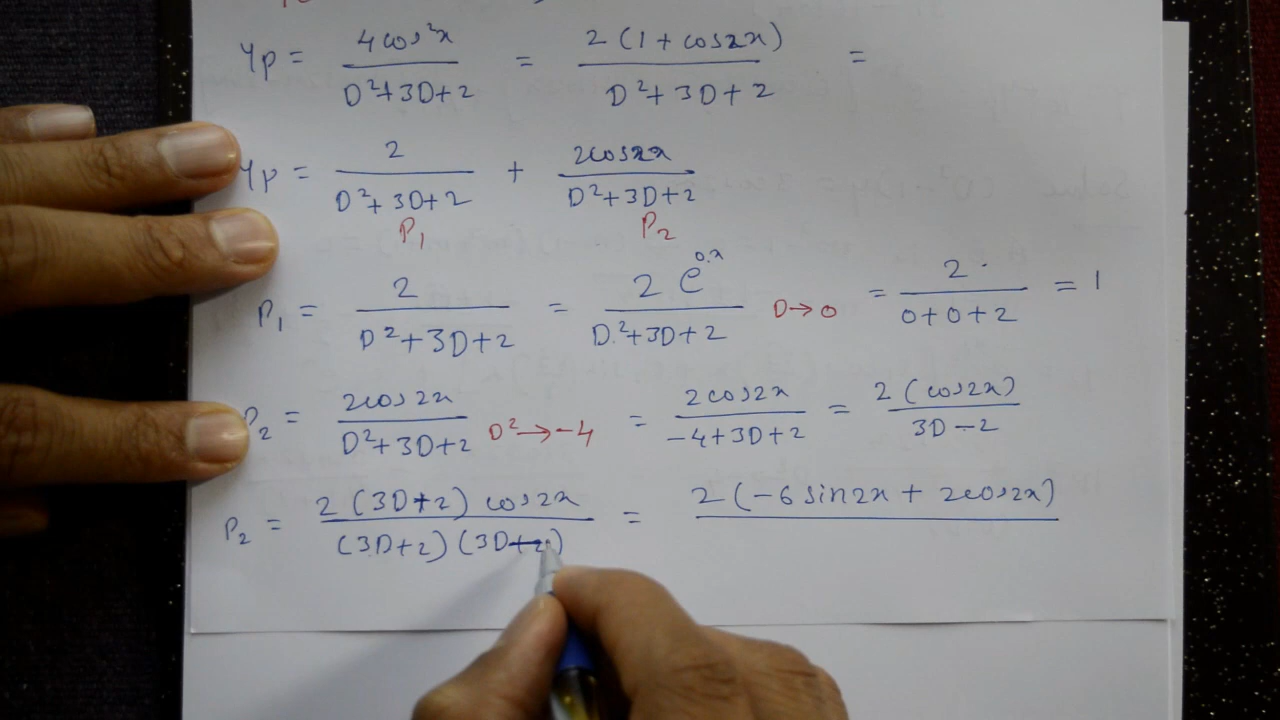 Yp = 4cos²x / D²+3D+2 = 2(1+cos2x) / D²+3D+2 =
Yp = 2 / D²+3D+2 + 2cos2x / D²+3D+2
P₁ P₂
P₁ = 2 / D²+3D+2 = 2e^0.x / D²+3D+2 D→0 = 2 / 0+0+2 = 1
P₂ = 2cos2x / D²+3D+2 D²→-4 = 2cos2x / -4+3D+2 = 2(cos2x) / 3D-2
P₂ = 2(3D+2)cos2x / (3D+2)(3D = 2(-6sin2x+2cos2x)